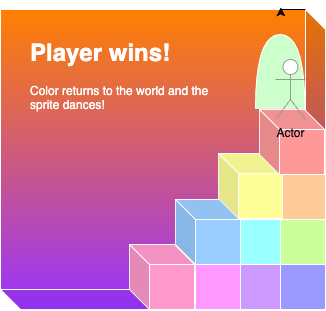 Player wins!
Color returns to the world and the
sprite dances!
Actor